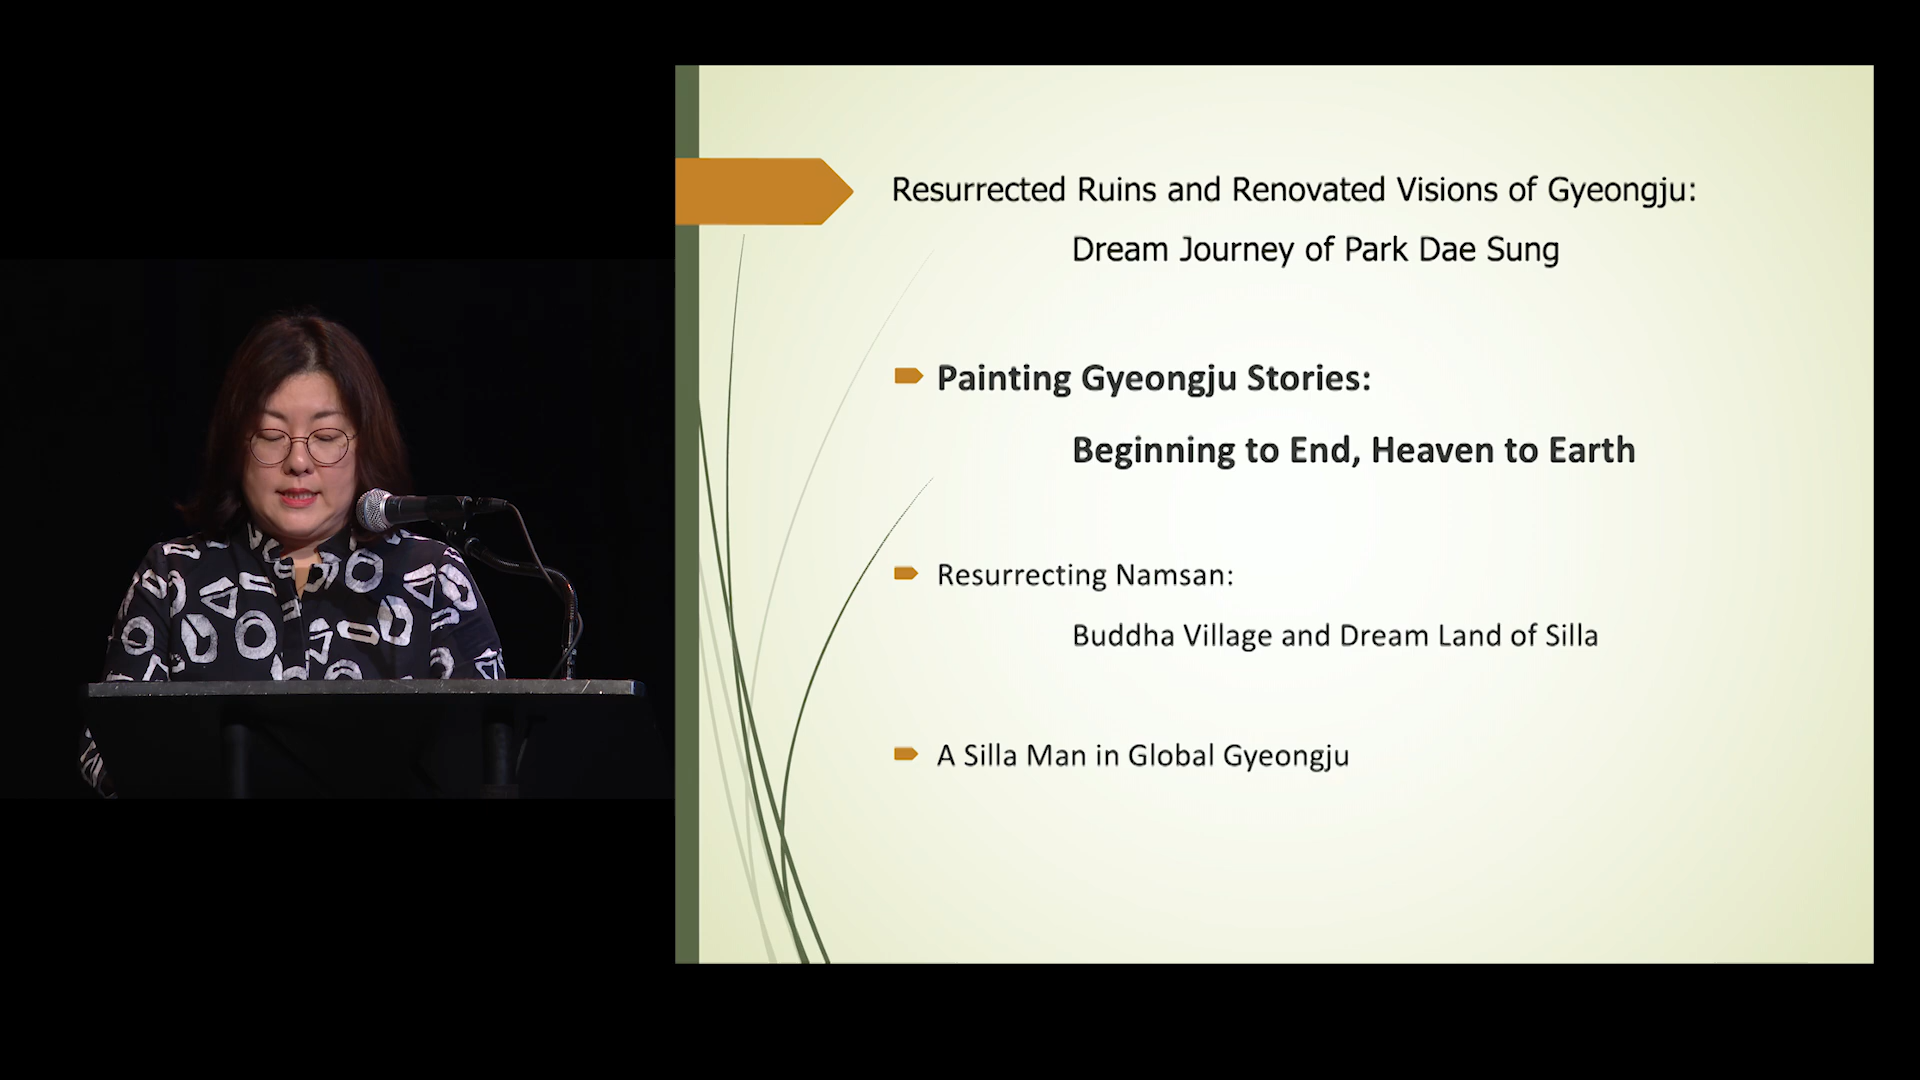 Resurrected Ruins and Renovated Visions of Gyeongju:
Dream Journey of Park Dae Sung
Painting Gyeongju Stories:
Beginning to End, Heaven to Earth
Resurrecting Namsan:
Buddha Village and Dream Land of Silla
A Silla Man in Global Gyeongju